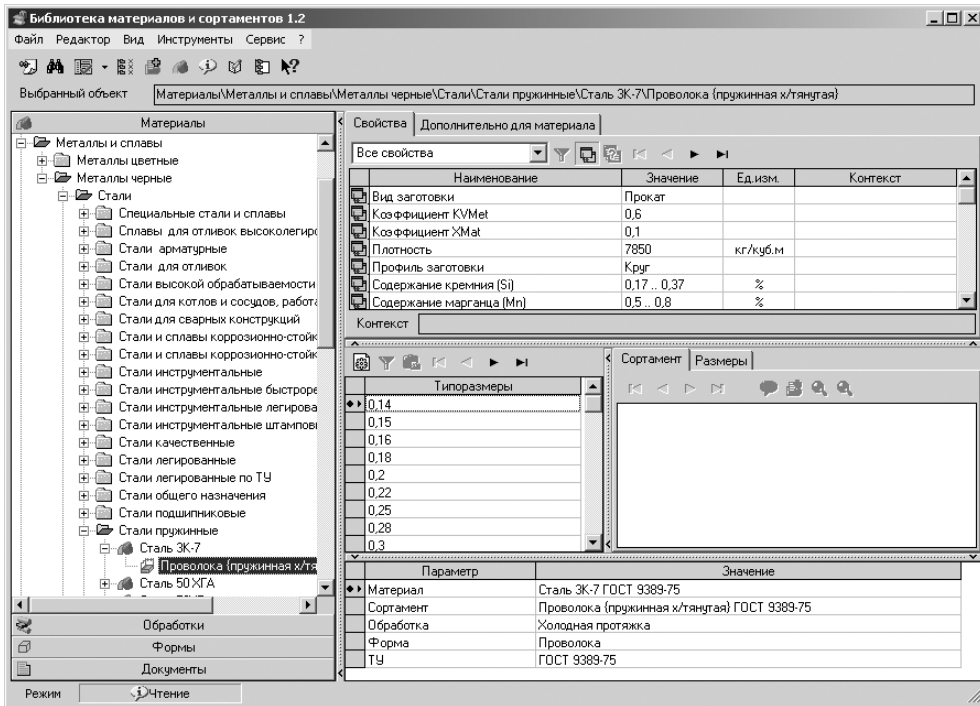 Библиотека материалов и сортаментов 1.2
Файл Редактор Вид Инструменты Сервис ?
Выбранный объект Материалы\Металлы и сплавы\Металлы черные\Стали\Стали пружинные\Сталь 3К-7\Проволока {пружинная х/тянутая}
Материалы
Металлы и сплавы
Металлы цветные
Металлы черные
Стали
Специальные стали и сплавы
Сплавы для отливок высоколегиро
Стали арматурные
Стали для отливок
Стали высокой обрабатываемости
Стали для котлов и сосудов, работа
Стали для сварных конструкций
Стали и сплавы коррозионно-стойк
Стали и сплавы коррозионно-стойк
Стали инструментальные
Стали инструментальные быстроре
Стали инструментальные легирова
Стали инструментальные штампов
Стали качественные
Стали легированные
Стали легированные по ТУ
Стали общего назначения
Стали подшипниковые
Стали пружинные
Сталь 3К-7
Проволока {пружинная х/тя
Сталь 50ХГА
Обработки
Формы
Документы
Режим Чтение
Свойства Дополнительно для материала
Все свойства
Наименование Значение Ед.изм. Контекст
Вид заготовки Прокат
Коэффициент KVMet 0,6
Коэффициент XMat 0,1
Плотность 7850 кг/куб.м
Профиль заготовки Круг
Содержание кремния (Si) 0,17 .. 0,37 %
Содержание марганца (Mn) 0,5 .. 0,8 %
Контекст
Типоразмеры
0,14
0,15
0,16
0,18
0,2
0,22
0,25
0,28
0,3
Сортамент Размеры
Параметр Значение
Материал Сталь 3К-7 ГОСТ 9389-75
Сортамент Проволока {пружинная х/тянутая} ГОСТ 9389-75
Обработка Холодная протяжка
Форма Проволока
ТУ ГОСТ 9389-75